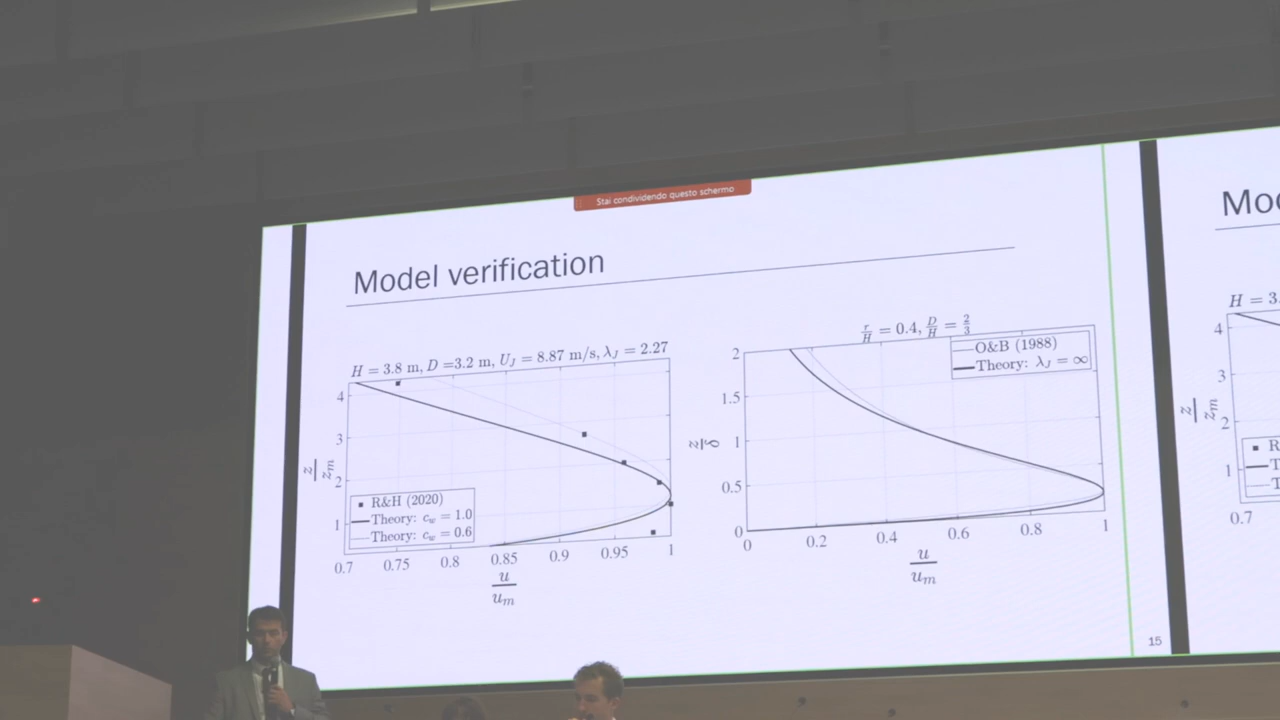 Stai condividendo questo schermo
Model verification
H = 3.8 m, D =3.2 m, U_J = 8.87 m/s, λ_J = 2.27
z/z_m
4
3
2
1
R&H (2020)
Theory: c_w = 1.0
Theory: c_w = 0.6
0.7 0.75 0.8 0.85 0.9 0.95 1
u/u_m
r/H = 0.4, D/H = 2/3
z/δ
2
1.5
1
0.5
0
O&B (1988)
Theory: λ_J = ∞
0 0.2 0.4 0.6 0.8 1
u/u_m
15
Mo
H = 3.
z/z_m
4
3
2
1
R
T
T
0.7